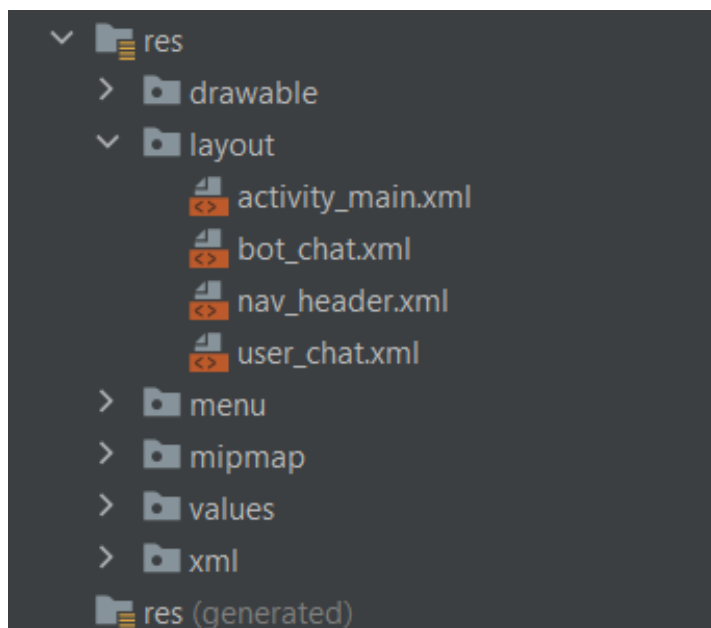 res
drawable
layout
activity_main.xml
bot_chat.xml
nav_header.xml
user_chat.xml
menu
mipmap
values
xml
res (generated)